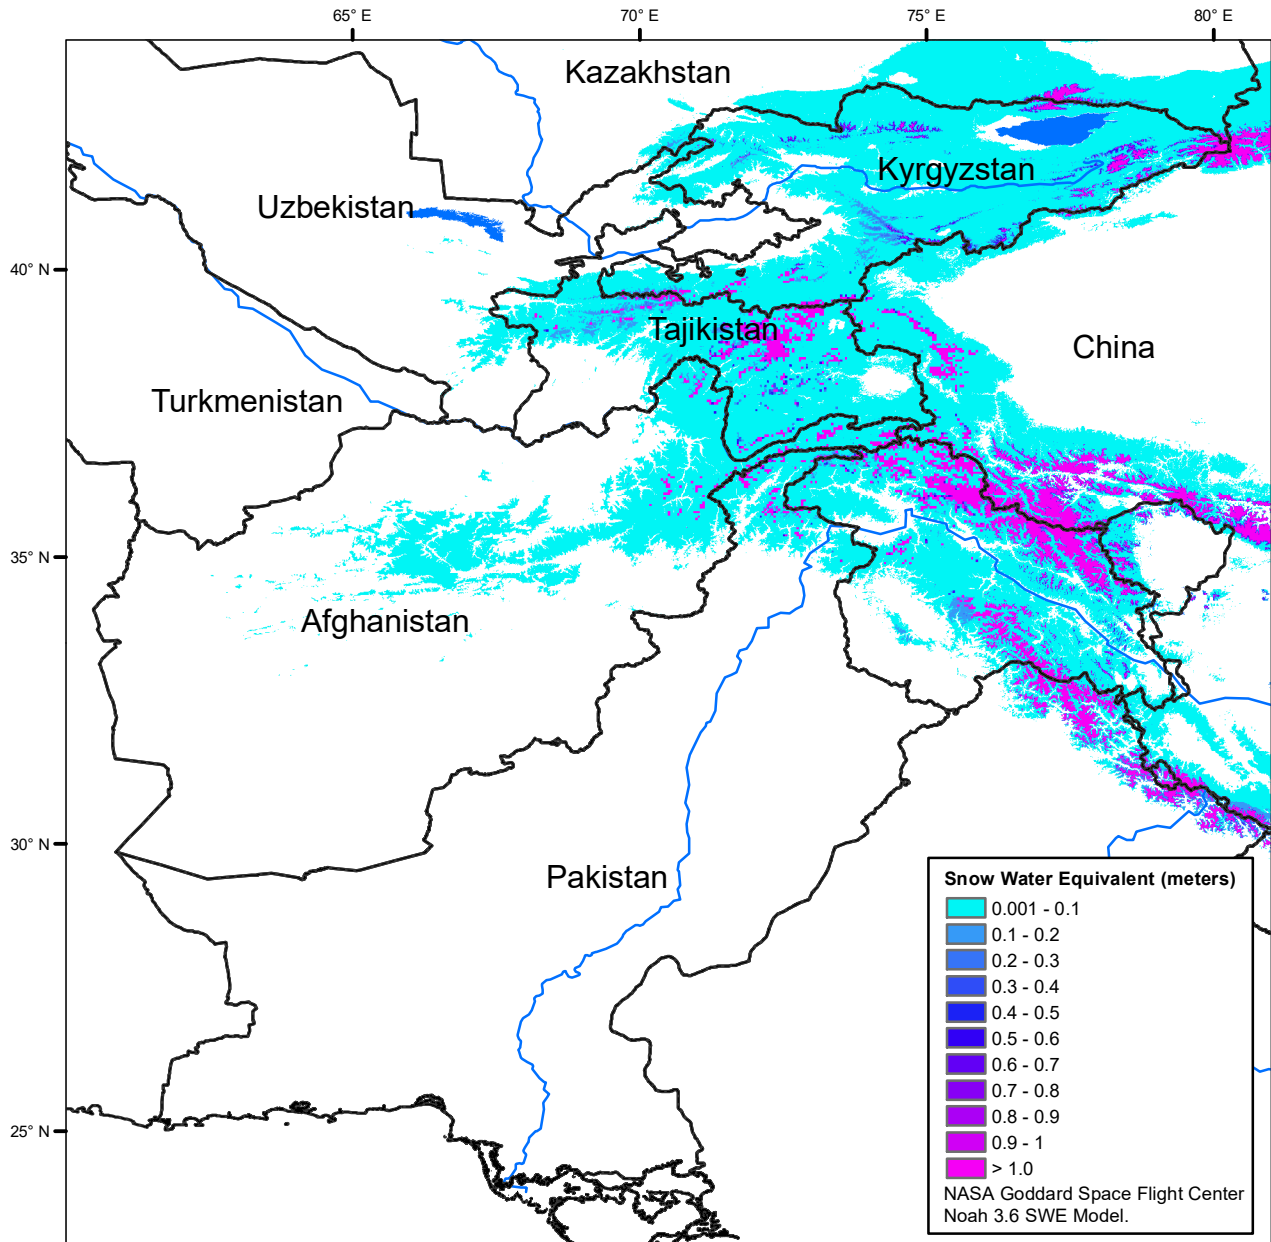 65° E
70° E
75° E
80° E
Kazakhstan
Kyrgyzstan
Uzbekistan
40° N
Tajikistan
China
Turkmenistan
35° N
Afghanistan
30° N
Pakistan
25° N
Snow Water Equivalent (meters)
0.001 - 0.1
0.1 - 0.2
0.2 - 0.3
0.3 - 0.4
0.4 - 0.5
0.5 - 0.6
0.6 - 0.7
0.7 - 0.8
0.8 - 0.9
0.9 - 1
> 1.0
NASA Goddard Space Flight Center
Noah 3.6 SWE Model.